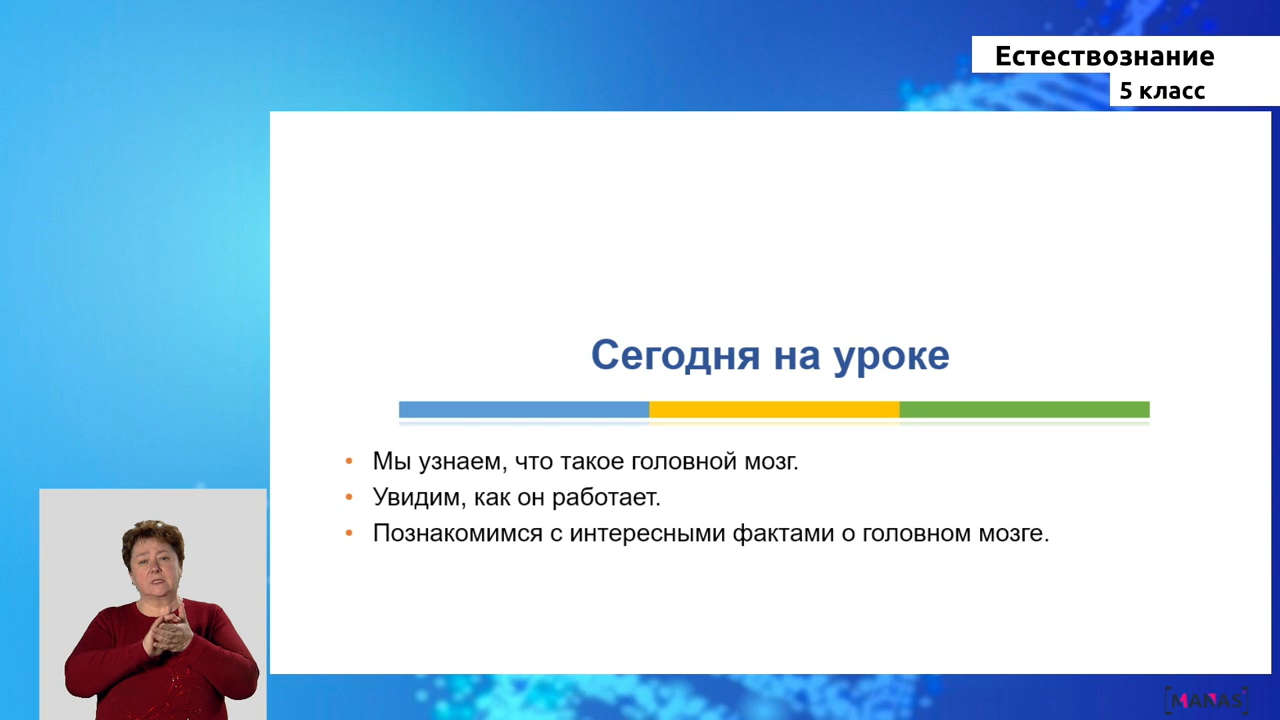 Естествознание
5 класс
Сегодня на уроке
• Мы узнаем, что такое головной мозг.
• Увидим, как он работает.
• Познакомимся с интересными фактами о головном мозге.
[MANAS]